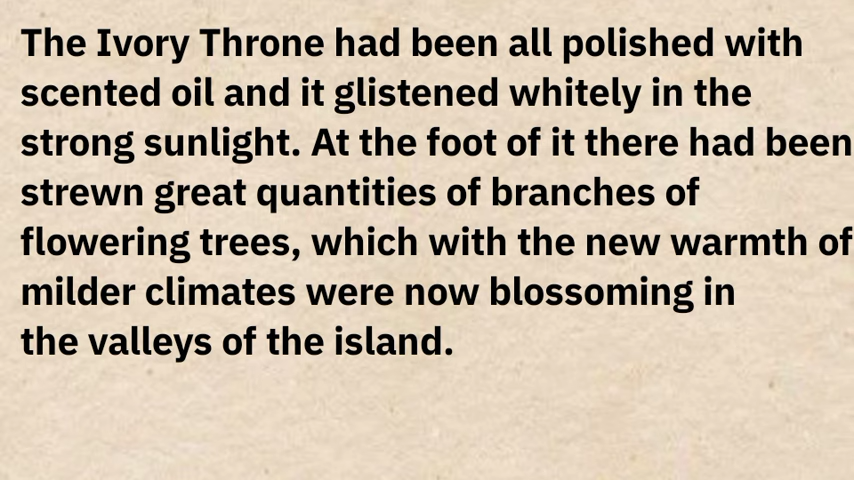 The Ivory Throne had been all polished with
scented oil and it glistened whitely in the
strong sunlight. At the foot of it there had been
strewn great quantities of branches of
flowering trees, which with the new warmth of
milder climates were now blossoming in
the valleys of the island.